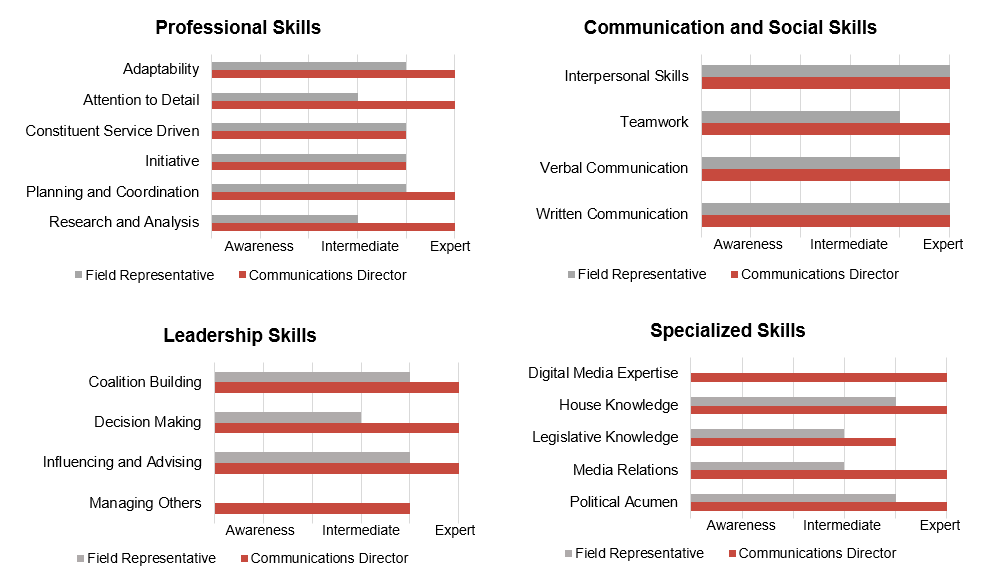 Professional Skills
Adaptability
Attention to Detail
Constituent Service Driven
Initiative
Planning and Coordination
Research and Analysis
Awareness Intermediate Expert
Field Representative Communications Director
Communication and Social Skills
Interpersonal Skills
Teamwork
Verbal Communication
Written Communication
Awareness Intermediate Expert
Field Representative Communications Director
Leadership Skills
Coalition Building
Decision Making
Influencing and Advising
Managing Others
Awareness Intermediate Expert
Field Representative Communications Director
Specialized Skills
Digital Media Expertise
House Knowledge
Legislative Knowledge
Media Relations
Political Acumen
Awareness Intermediate Expert
Field Representative Communications Director